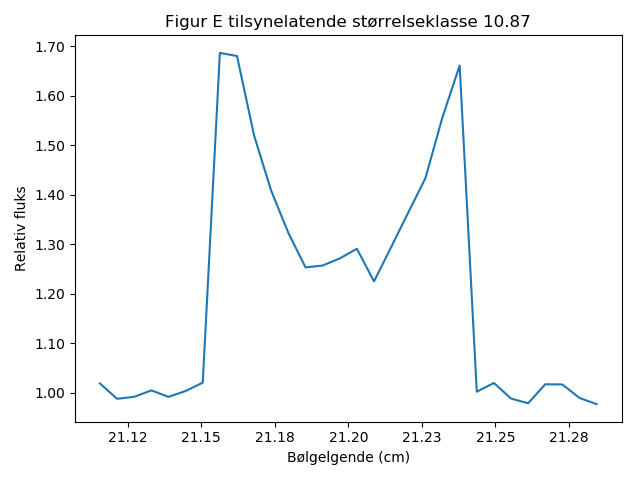 Figur E tilsynelatende størrelseklasse 10.87
1.70
1.60
1.50
1.40
1.30
1.20
1.10
1.00
Relativ fluks
21.12 21.15 21.18 21.20 21.23 21.25 21.28
Bølgelgende (cm)